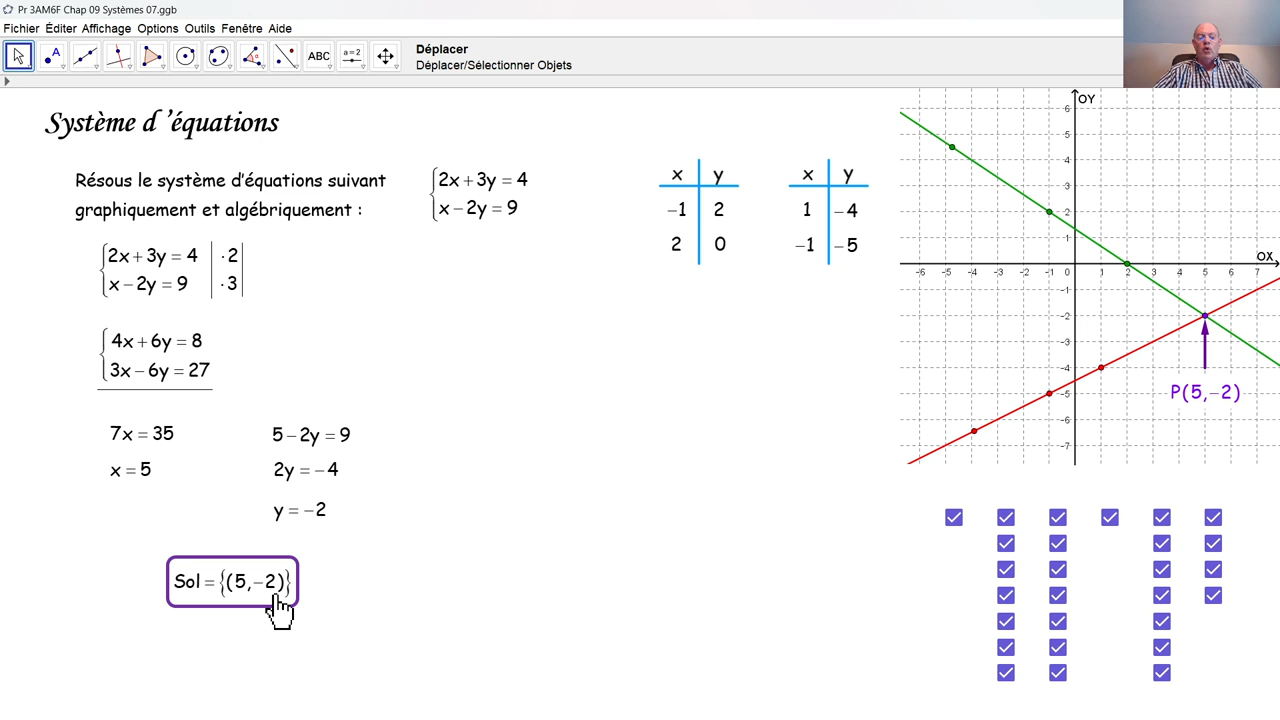 Pr 3AM6F Chap 09 Systèmes 07.ggb
Fichier Éditer Affichage Options Outils Fenêtre Aide
A
ABC
a=2
Déplacer
Déplacer/Sélectionner Objets
Système d 'équations
Résous le système d'équations suivant
graphiquement et algébriquement :
2x+3y = 4
x−2y = 9
2x+3y = 4 | ·2 |
x−2y = 9 | ·3 |
4x+6y = 8
3x−6y = 27
7x = 35
x = 5
5−2y = 9
2y = −4
y = −2
Sol = {(5,−2)}
x y
−1 2
2 0
x y
1 −4
−1 −5
OY
OX
6
5
4
3
2
1
-6 -5 -4 -3 -2 -1 0 1 2 3 4 5 6 7
-1
-2
-3
-4
-5
-6
-7
P(5,−2)